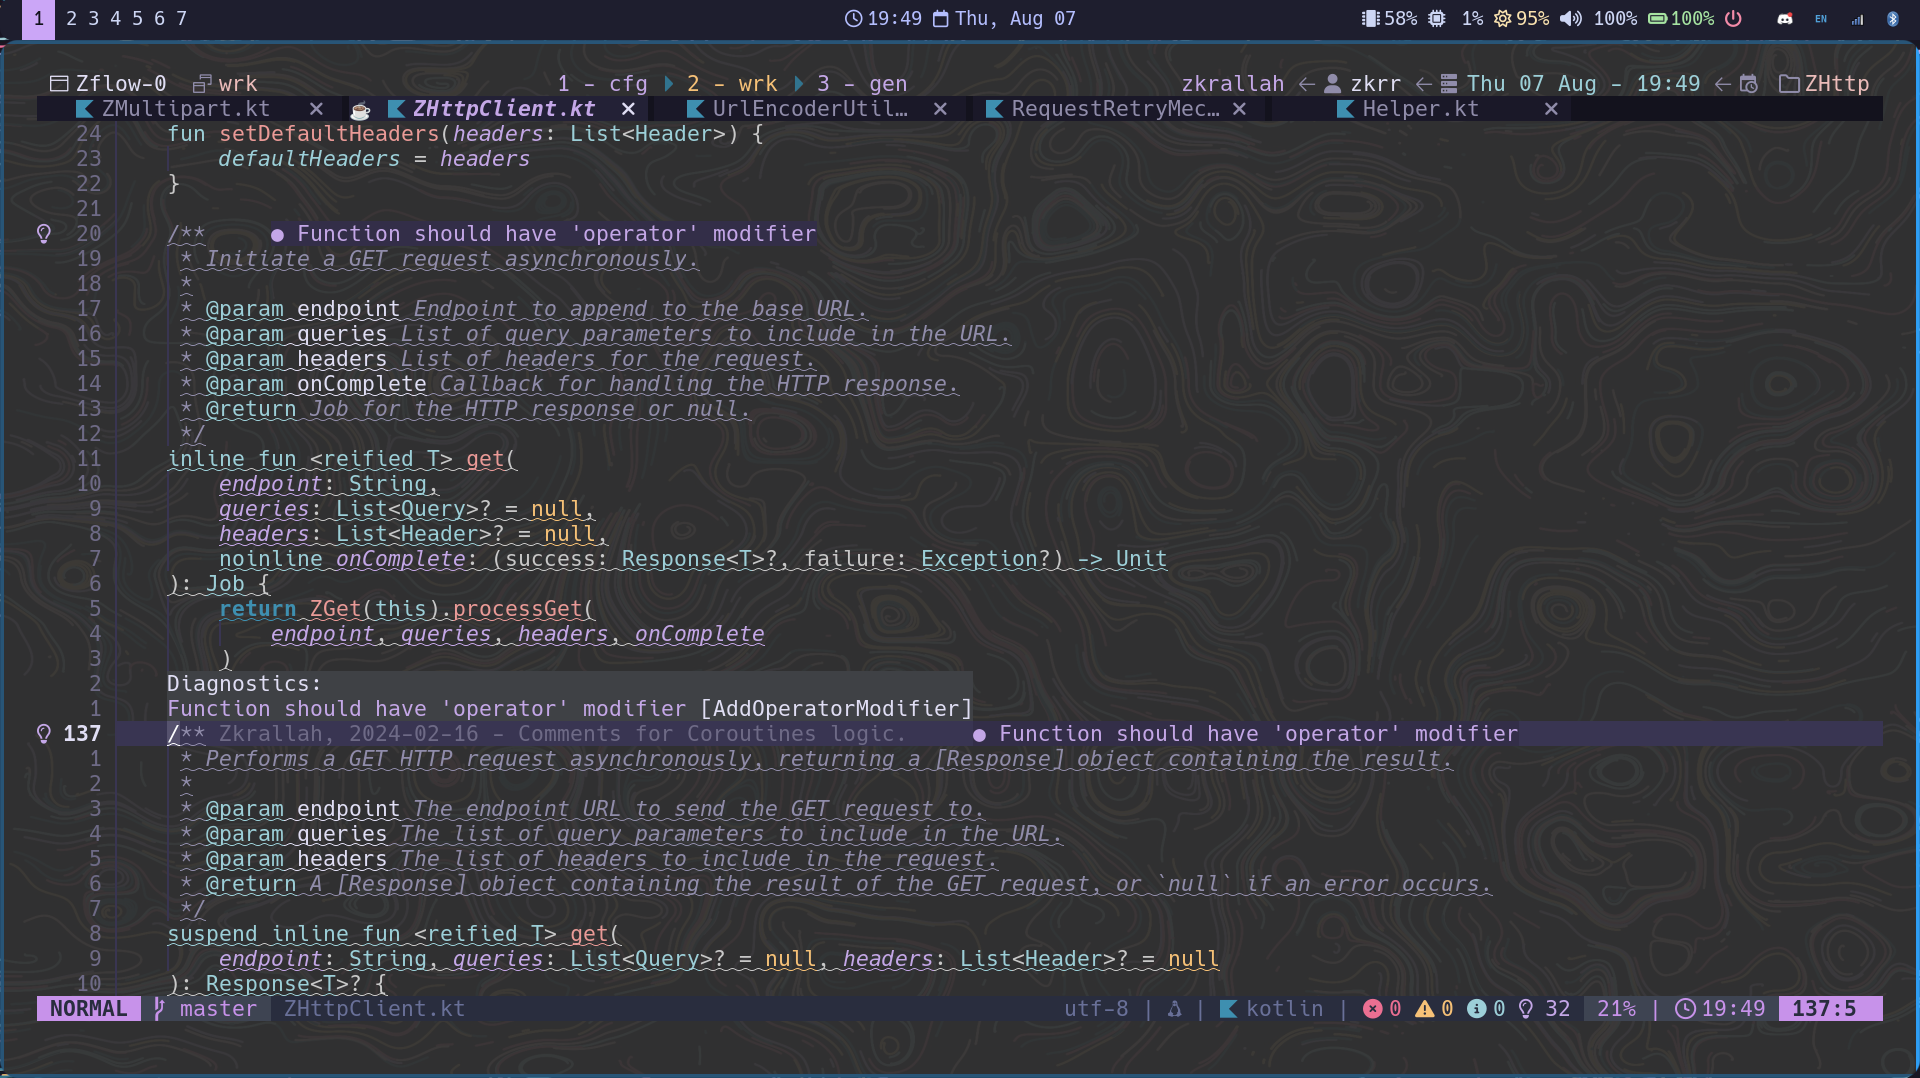 1 2 3 4 5 6 7 19:49 Thu, Aug 07 58% 1% 95% 100% 100% EN
Zflow-0 wrk 1 - cfg 2 - wrk 3 - gen zkrallah zkrr Thu 07 Aug - 19:49 ZHttp
ZMultipart.kt ZHttpClient.kt UrlEncoderUtil… RequestRetryMec… Helper.kt
24 fun setDefaultHeaders(headers: List<Header>) {
23 defaultHeaders = headers
22 }
21
20 /** ● Function should have 'operator' modifier
19 * Initiate a GET request asynchronously.
18 *
17 * @param endpoint Endpoint to append to the base URL.
16 * @param queries List of query parameters to include in the URL.
15 * @param headers List of headers for the request.
14 * @param onComplete Callback for handling the HTTP response.
13 * @return Job for the HTTP response or null.
12 */
11 inline fun <reified T> get(
10 endpoint: String,
9 queries: List<Query>? = null,
8 headers: List<Header>? = null,
7 noinline onComplete: (success: Response<T>?, failure: Exception?) -> Unit
6 ): Job {
5 return ZGet(this).processGet(
4 endpoint, queries, headers, onComplete
3 )
2 Diagnostics:
1 Function should have 'operator' modifier [AddOperatorModifier]
137 /** Zkrallah, 2024-02-16 - Comments for Coroutines logic. ● Function should have 'operator' modifier
1 * Performs a GET HTTP request asynchronously, returning a [Response] object containing the result.
2 *
3 * @param endpoint The endpoint URL to send the GET request to.
4 * @param queries The list of query parameters to include in the URL.
5 * @param headers The list of headers to include in the request.
6 * @return A [Response] object containing the result of the GET request, or `null` if an error occurs.
7 */
8 suspend inline fun <reified T> get(
9 endpoint: String, queries: List<Query>? = null, headers: List<Header>? = null
10 ): Response<T>? {
NORMAL master ZHttpClient.kt utf-8 | | kotlin | 0 0 0 32 21% | 19:49 137:5